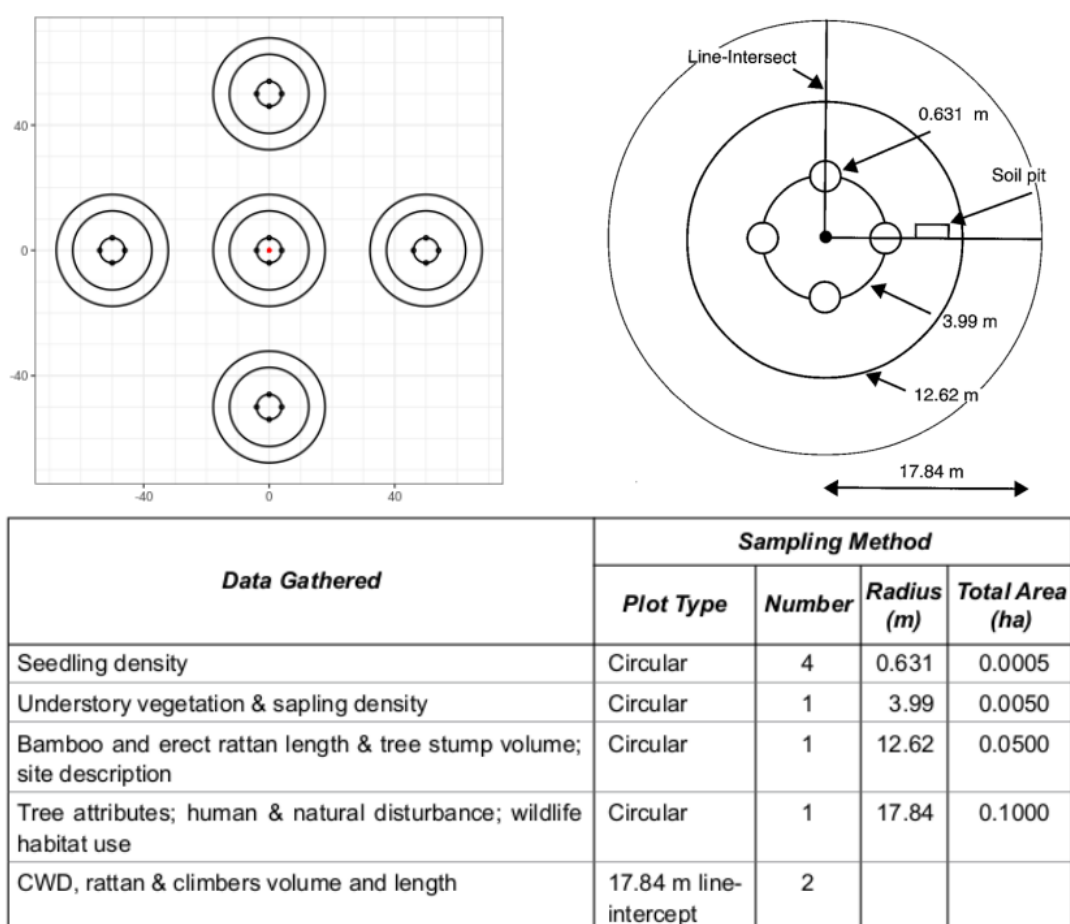 40
0
-40
-40
0
40
Line-Intersect
0.631 m
Soil pit
3.99 m
12.62 m
17.84 m
Data Gathered
Sampling Method
Plot Type
Number
Radius (m)
Total Area (ha)
Seedling density Circular 4 0.631 0.0005
Understory vegetation & sapling density Circular 1 3.99 0.0050
Bamboo and erect rattan length & tree stump volume; Circular 1 12.62 0.0500
site description
Tree attributes; human & natural disturbance; wildlife Circular 1 17.84 0.1000
habitat use
CWD, rattan & climbers volume and length 17.84 m line- 2
intercept